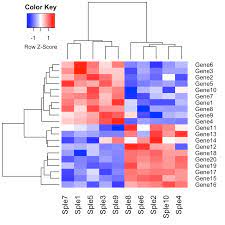 Color Key
-1 1
Row Z-Score
Gene6
Gene3
Gene2
Gene5
Gene10
Gene7
Gene1
Gene8
Gene9
Gene4
Gene11
Gene13
Gene14
Gene12
Gene18
Gene20
Gene19
Gene17
Gene15
Gene16
Sple7
Sple1
Sple5
Sple3
Sple9
Sple8
Sple6
Sple2
Sple10
Sple4